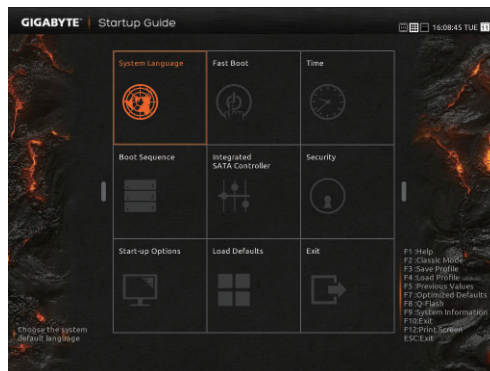 GIGABYTE™ Startup Guide
16:08:45 TUE 11
System Language
Fast Boot
Time
Boot Sequence
Integrated
SATA Controller
Security
Start-up Options
Load Defaults
Exit
Choose the system
default language
F1 :Help
F2 :Classic Mode
F3 :Save Profile
F4 :Load Profile
F5 :Previous Values
F7 :Optimized Defaults
F8 :Q-Flash
F9 :System Information
F10:Exit
F12:Print Screen
ESC:Exit